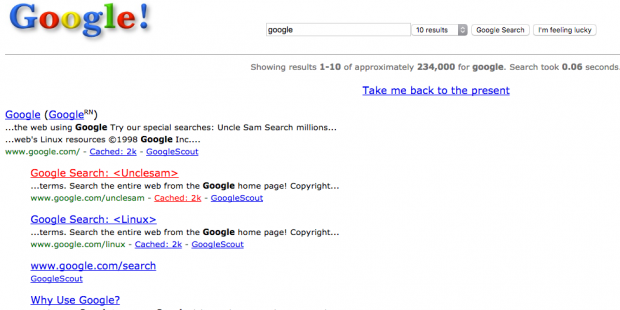 Google!
google 10 results Google Search I'm feeling lucky
Showing results 1-10 of approximately 234,000 for google. Search took 0.06 seconds
Take me back to the present
Google (GoogleRN)
...the web using Google Try our special searches: Uncle Sam Search millions...
...web's Linux resources ©1998 Google Inc....
www.google.com/ - Cached: 2k - GoogleScout
Google Search: <Unclesam>
...terms. Search the entire web from the Google home page! Copyright...
www.google.com/unclesam - Cached: 2k - GoogleScout
Google Search: <Linux>
...terms. Search the entire web from the Google home page! Copyright...
www.google.com/linux - Cached: 2k - GoogleScout
www.google.com/search
GoogleScout
Why Use Google?